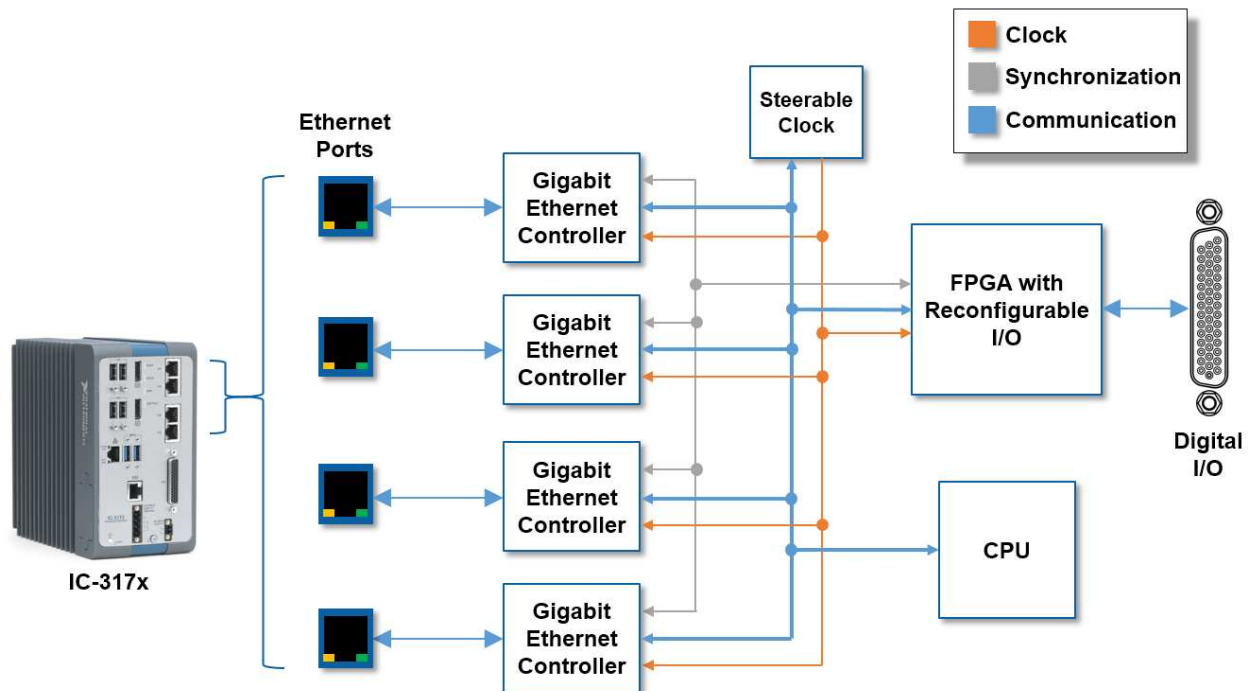 Clock
Synchronization
Communication
Steerable
Clock
Ethernet
Ports
Gigabit
Ethernet
Controller
Gigabit
Ethernet
Controller
Gigabit
Ethernet
Controller
Gigabit
Ethernet
Controller
FPGA with
Reconfigurable
I/O
Digital
I/O
CPU
IC-317x